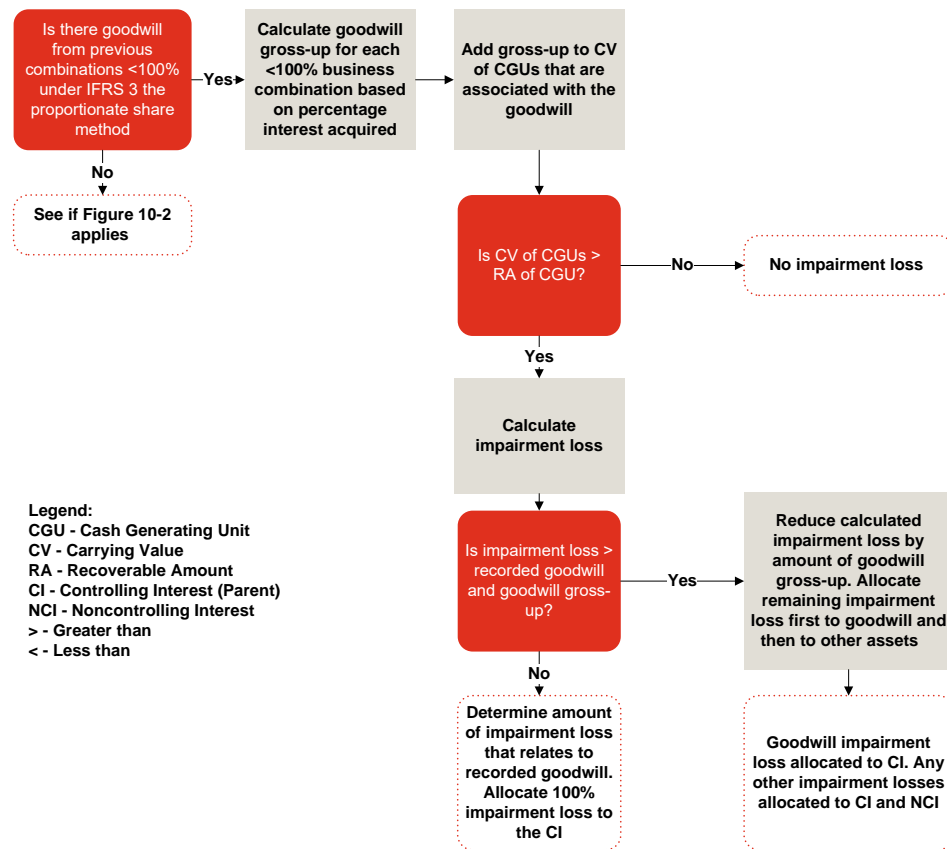 Is there goodwill
from previous
combinations <100%
under IFRS 3 the
proportionate share
method
Yes
Calculate goodwill
gross-up for each
<100% business
combination based
on percentage
interest acquired
Add gross-up to CV
of CGUs that are
associated with the
goodwill
No
See if Figure 10-2
applies
Is CV of CGUs >
RA of CGU?
No
No impairment loss
Yes
Calculate
impairment loss
Legend:
CGU - Cash Generating Unit
CV - Carrying Value
RA - Recoverable Amount
CI - Controlling Interest (Parent)
NCI - Noncontrolling Interest
> - Greater than
< - Less than
Is impairment loss >
recorded goodwill
and goodwill gross-
up?
Yes
Reduce calculated
impairment loss by
amount of goodwill
gross-up. Allocate
remaining impairment
loss first to goodwill and
then to other assets
No
Determine amount
of impairment loss
that relates to
recorded goodwill.
Allocate 100%
impairment loss to
the CI
Goodwill impairment
loss allocated to CI. Any
other impairment losses
allocated to CI and NCI